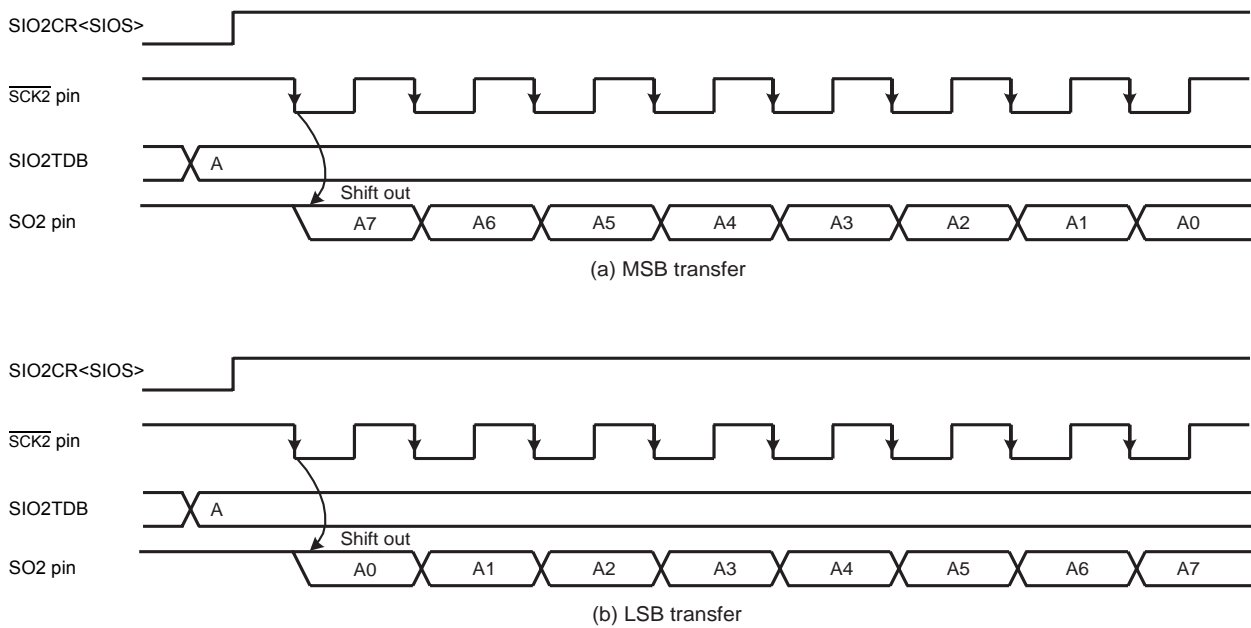 SIO2CR<SIOS>
SCK2 pin
SIO2TDB
A
Shift out
SO2 pin
A7 A6 A5 A4 A3 A2 A1 A0
(a) MSB transfer
SIO2CR<SIOS>
SCK2 pin
SIO2TDB
A
Shift out
SO2 pin
A0 A1 A2 A3 A4 A5 A6 A7
(b) LSB transfer